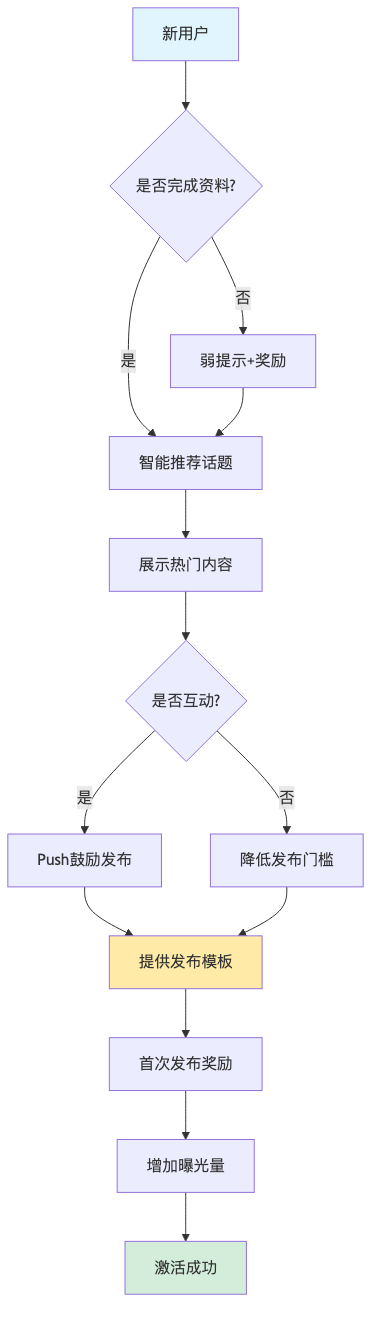 新用户
是否完成资料?
否
是
弱提示+奖励
智能推荐话题
展示热门内容
是否互动?
是
否
Push鼓励发布
降低发布门槛
提供发布模板
首次发布奖励
增加曝光量
激活成功